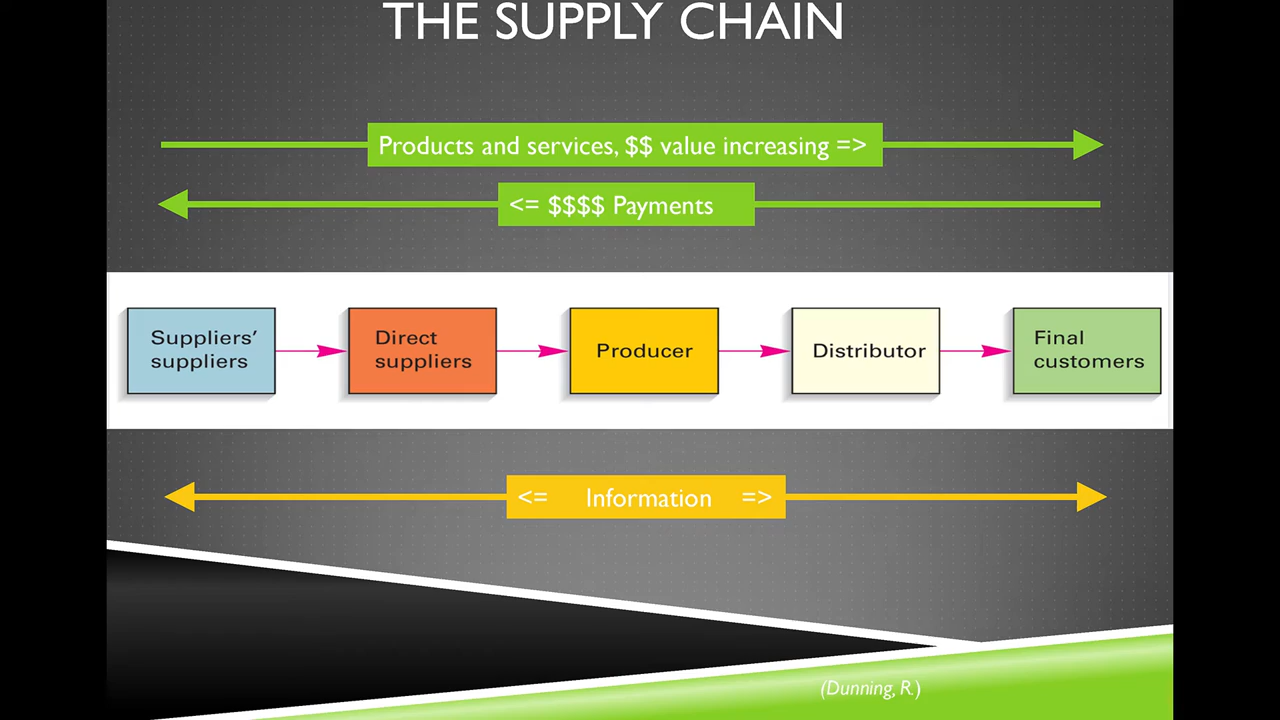 THE SUPPLY CHAIN
Products and services, $$ value increasing =>
<= $$$$ Payments
Suppliers’
suppliers
Direct
suppliers
Producer
Distributor
Final
customers
<= Information =>
(Dunning, R.)